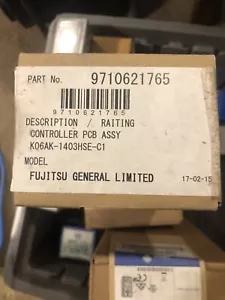 PART No. 9710621765
9710621765
DESCRIPTION / RAITING
CONTROLLER PCB ASSY
K06AK-1403HSE-C1
MODEL
FUJITSU GENERAL LIMITED 17-02-15